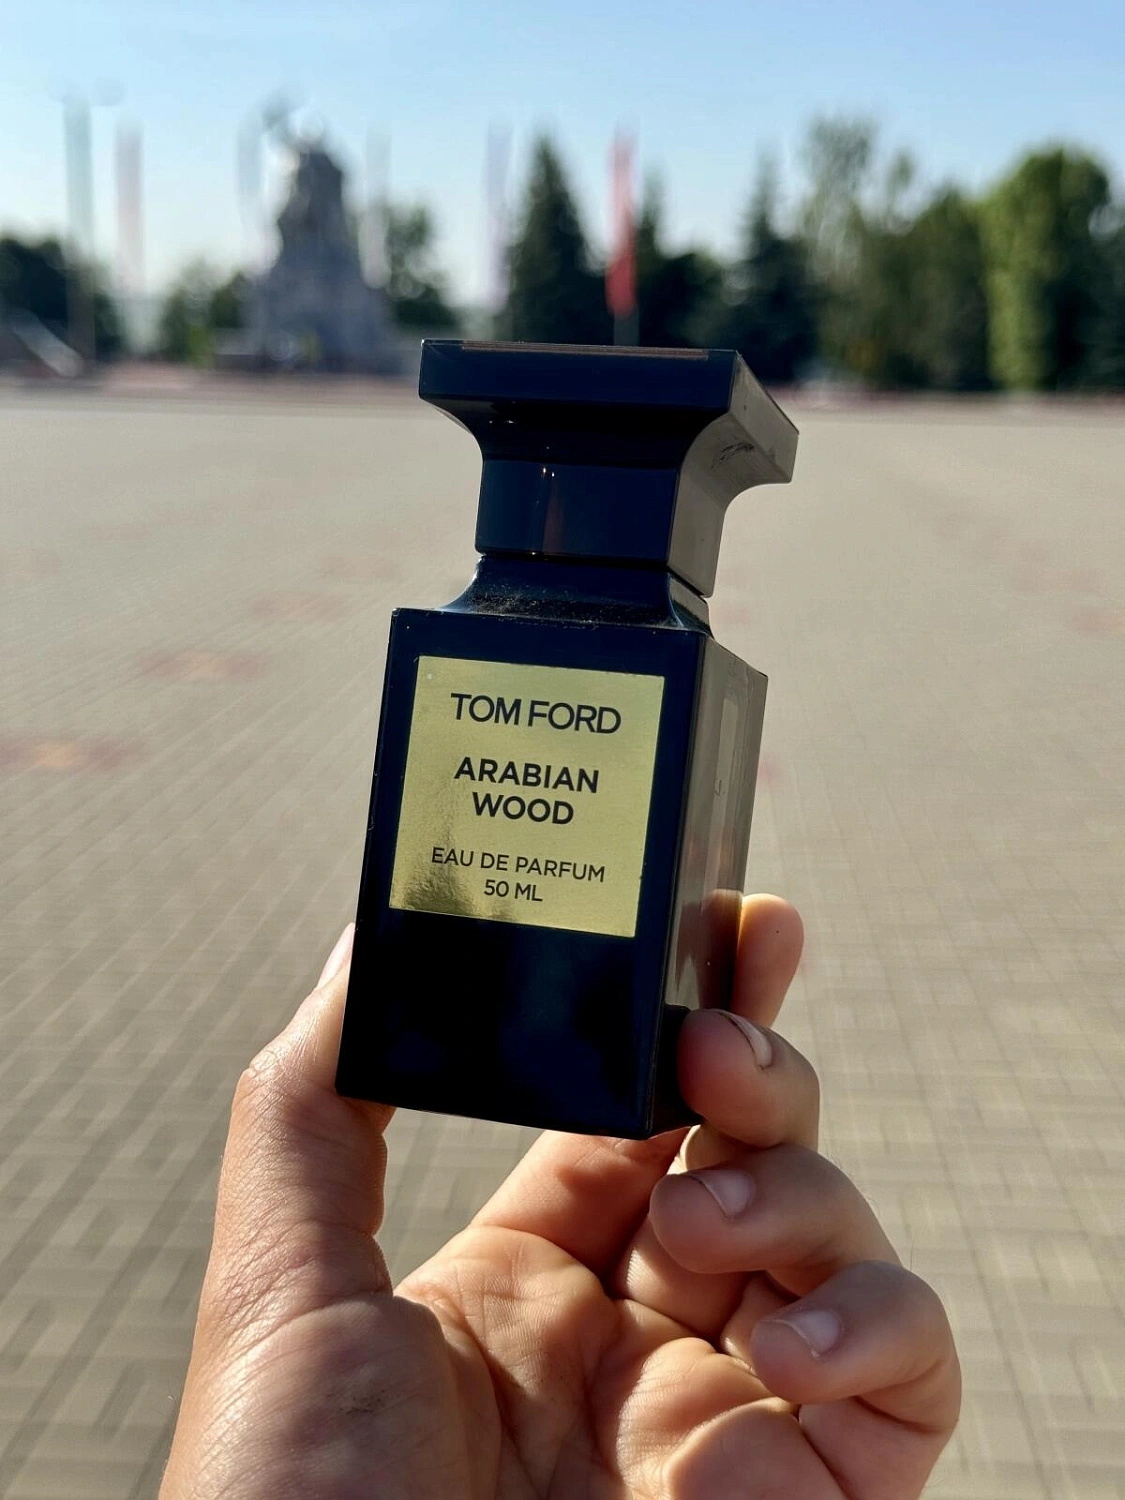 TOM FORD
ARABIAN
WOOD
EAU DE PARFUM
50 ML